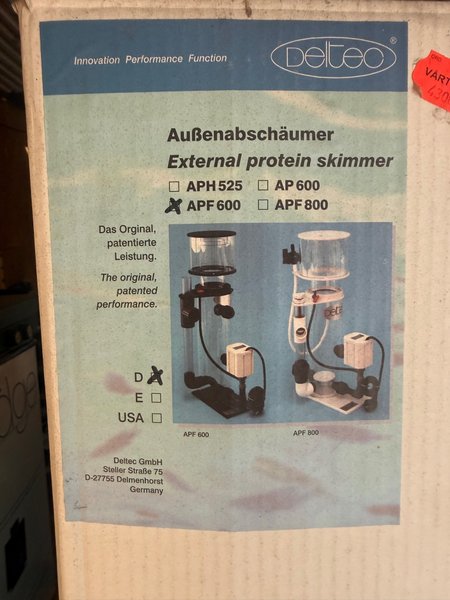 Innovation Performance Function
Deltec ®
Außenabschäumer
External protein skimmer
APH 525 AP 600
APF 600 APF 800
Das Orginal,
patentierte
Leistung.
The original,
patented
performance.
D
E
USA
APF 600
APF 800
Deltec GmbH
Steller Straße 75
D-27755 Delmenhorst
Germany
VART